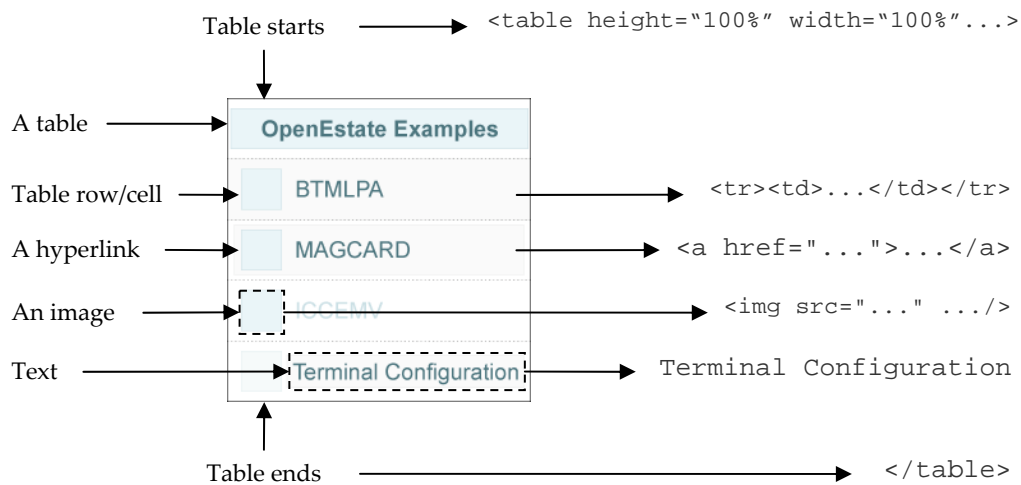 Table starts <table height=“100%” width=“100%”...>
A table OpenEstate Examples
Table row/cell BTMLPA <tr><td>...</td></tr>
A hyperlink MAGCARD <a href="...">...</a>
An image ICCEMV <img src="..." .../>
Text Terminal Configuration Terminal Configuration
Table ends </table>